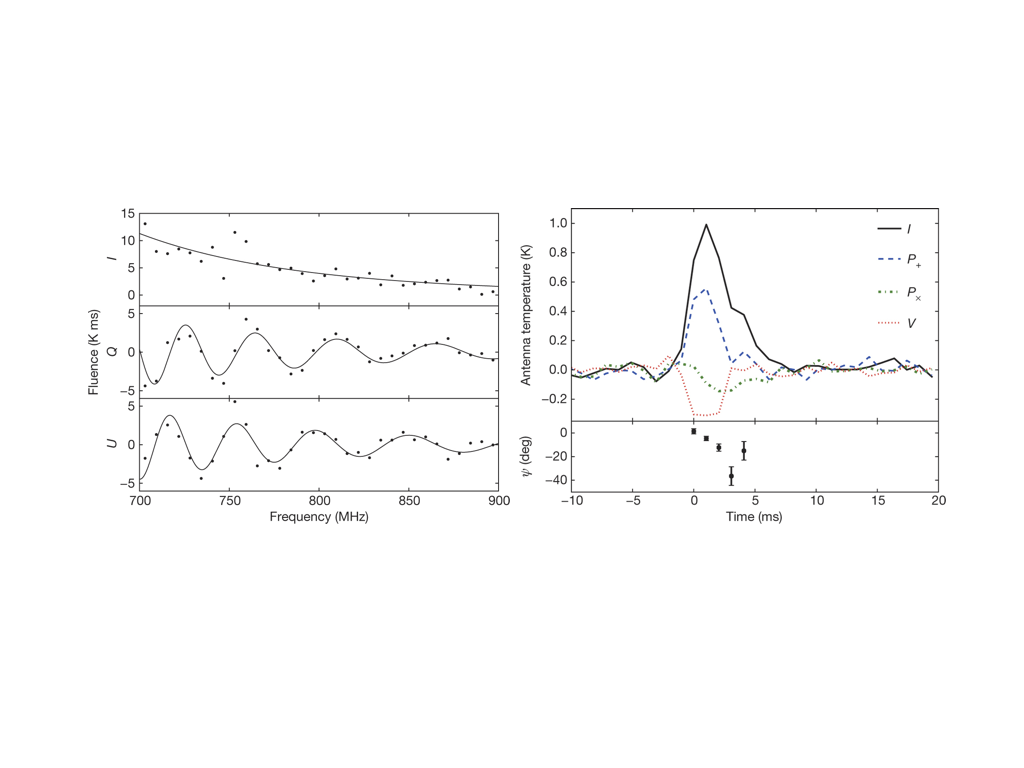 15
10
5
0
I
5
0
−5
Q
5
0
−5
U
Fluence (K ms)
700
750
800
850
900
Frequency (MHz)
1.0
0.8
0.6
0.4
0.2
0.0
−0.2
Antenna temperature (K)
I
P+
P×
V
0
−20
−40
ψ (deg)
−10
−5
0
5
10
15
20
Time (ms)